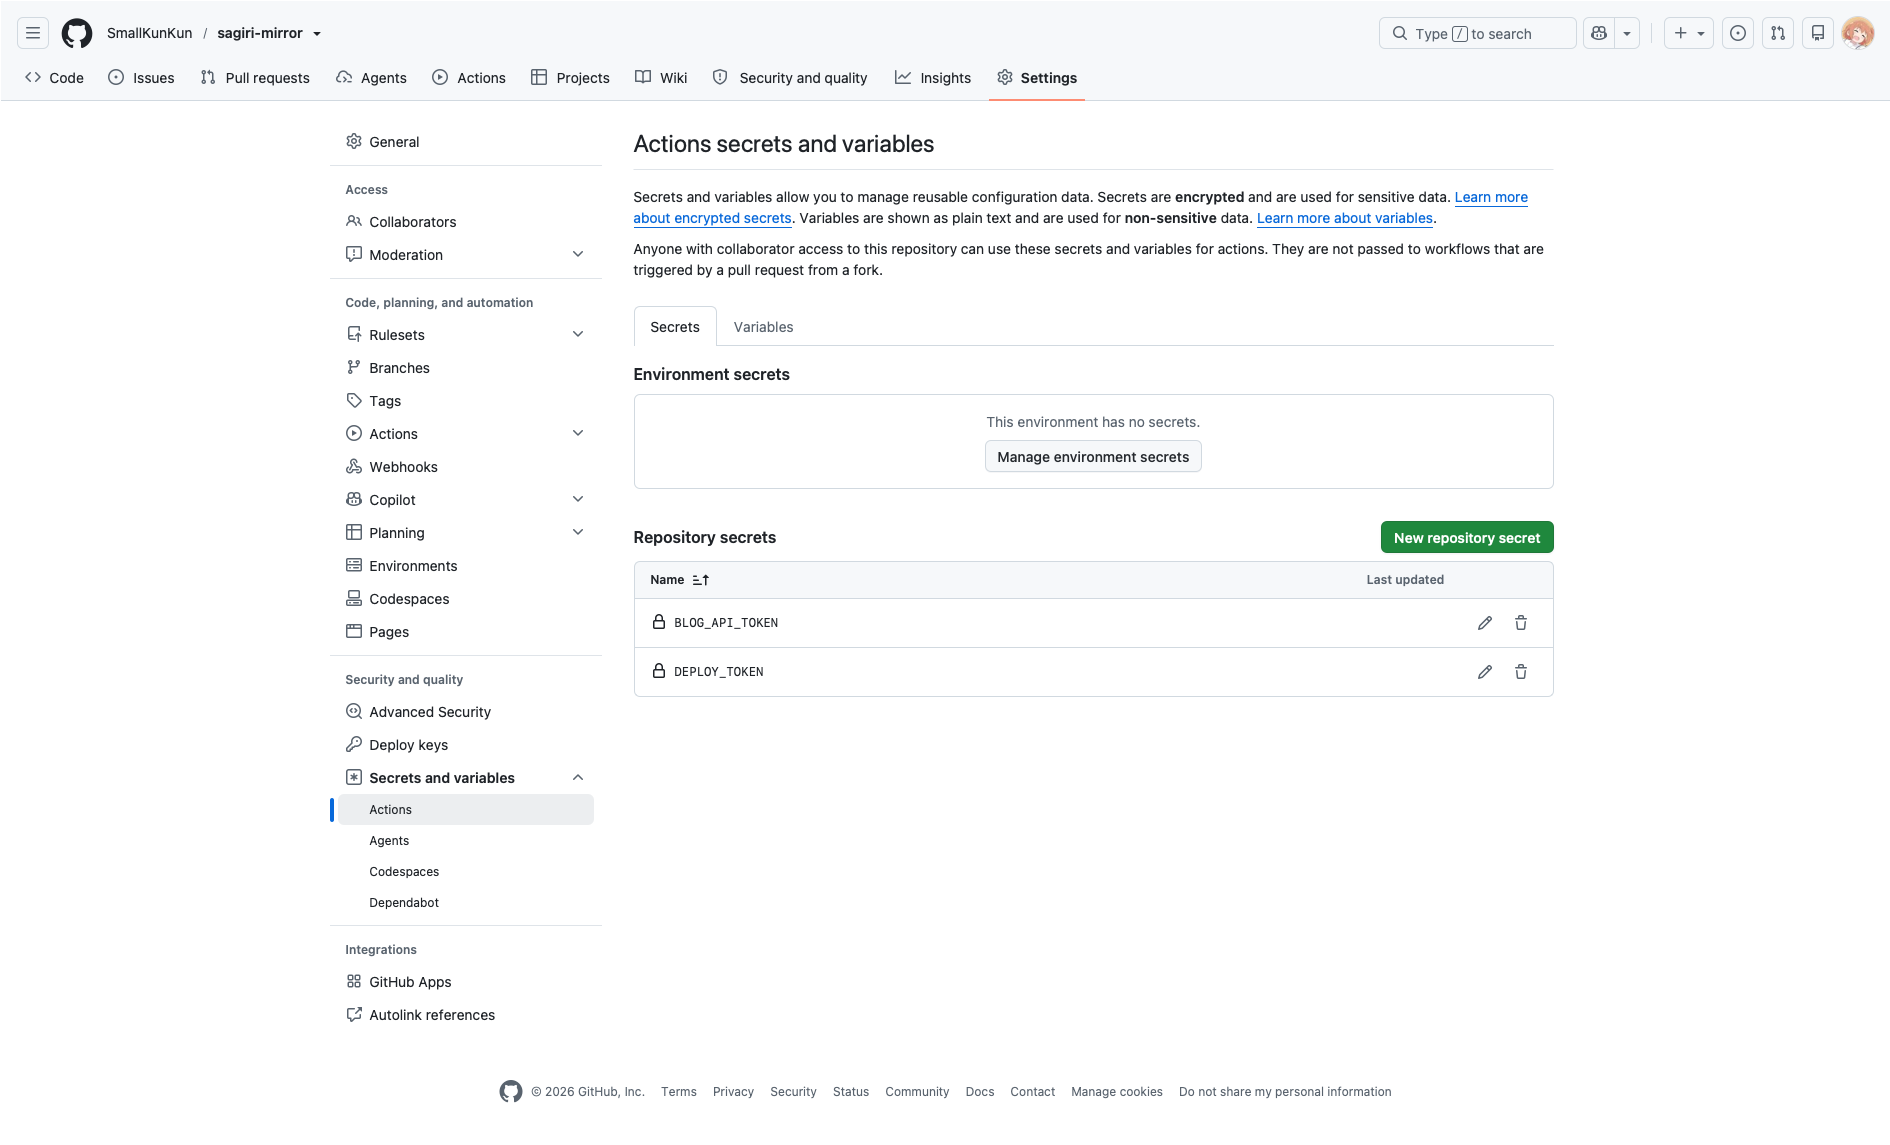 SmallKunKun / sagiri-mirror
Type / to search
Code Issues Pull requests Agents Actions Projects Wiki Security and quality Insights Settings
General
Access
Collaborators
Moderation
Code, planning, and automation
Rulesets
Branches
Tags
Actions
Webhooks
Copilot
Planning
Environments
Codespaces
Pages
Security and quality
Advanced Security
Deploy keys
Secrets and variables
Actions
Agents
Codespaces
Dependabot
Integrations
GitHub Apps
Autolink references
Actions secrets and variables
Secrets and variables allow you to manage reusable configuration data. Secrets are encrypted and are used for sensitive data. Learn more
about encrypted secrets. Variables are shown as plain text and are used for non-sensitive data. Learn more about variables.
Anyone with collaborator access to this repository can use these secrets and variables for actions. They are not passed to workflows that are
triggered by a pull request from a fork.
Secrets Variables
Environment secrets
This environment has no secrets.
Manage environment secrets
Repository secrets
New repository secret
Name Last updated
BLOG_API_TOKEN
DEPLOY_TOKEN
© 2026 GitHub, Inc. Terms Privacy Security Status Community Docs Contact Manage cookies Do not share my personal information